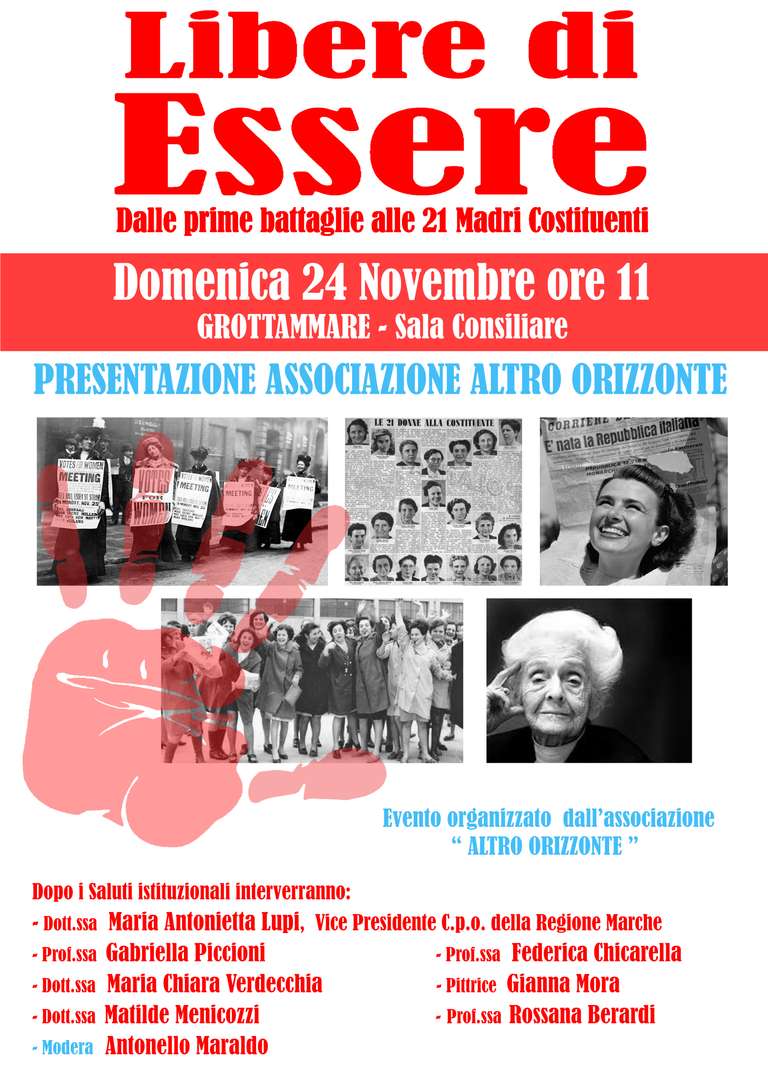 Libere di
Essere
Dalle prime battaglie alle 21 Madri Costituenti
Domenica 24 Novembre ore 11
GROTTAMMARE - Sala Consiliare
PRESENTAZIONE ASSOCIAZIONE ALTRO ORIZZONTE
VOTES FOR WOMEN
MEETING
VOTES
FOR
WOMEN
MEETING
MEETING
LE 21 DONNE ALLA COSTITUENTE
E' nata la Repubblica italiana
Evento organizzato dall'associazione
“ ALTRO ORIZZONTE ”
Dopo i Saluti istituzionali interverranno:
- Dott.ssa Maria Antonietta Lupi, Vice Presidente C.p.o. della Regione Marche
- Prof.ssa Gabriella Piccioni
- Prof.ssa Federica Chicarella
- Dott.ssa Maria Chiara Verdecchia
- Pittrice Gianna Mora
- Dott.ssa Matilde Menicozzi
- Prof.ssa Rossana Berardi
- Modera Antonello Maraldo